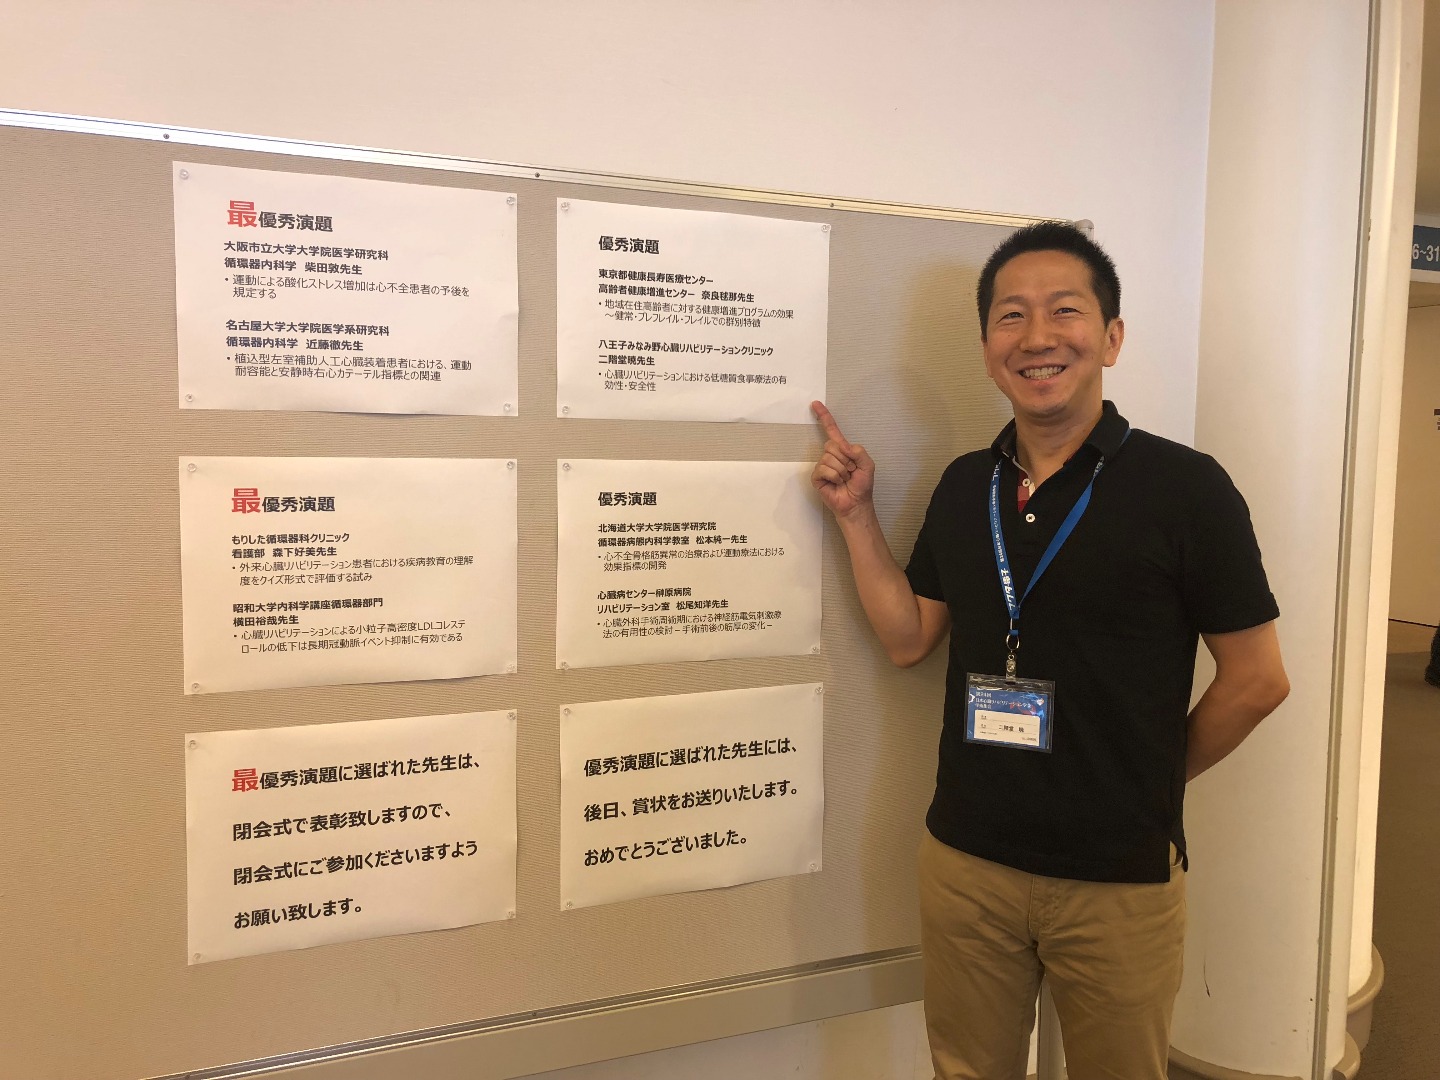 最優秀演題
大阪市立大学大学院医学研究科
循環器内科学 柴田敦先生
・運動による酸化ストレス増加は心不全患者の予後を
規定する
名古屋大学大学院医学系研究科
循環器内科学 近藤徹先生
・植込型左室補助人工心臓装着患者における、運動
耐容能と安静時右心カテーテル指標との関連
優秀演題
東京都健康長寿医療センター
高齢者健康増進センター 奈良毬那先生
・地域在住高齢者に対する健康増進プログラムの効果
～健常・プレフレイル・フレイルでの群別特徴
八王子みなみ野心臓リハビリテーションクリニック
二階堂暁先生
・心臓リハビリテーションにおける低糖質食事療法の有
効性・安全性
最優秀演題
もりした循環器科クリニック
看護部 森下好美先生
・外来心臓リハビリテーション患者における疾病教育の理解
度をクイズ形式で評価する試み
昭和大学内科学講座循環器部門
横田裕哉先生
・心臓リハビリテーションによる小粒子高密度LDLコレステ
ロールの低下は長期冠動脈イベント抑制に有効である
優秀演題
北海道大学大学院医学研究院
循環器病態内科学教室 松本純一先生
・心不全骨格筋異常の治療および運動療法における
効果指標の開発
心臓病センター榊原病院
リハビリテーション室 松尾知洋先生
・心臓外科手術周術期における神経筋電気刺激療
法の有用性の検討－手術前後の筋厚の変化－
最優秀演題に選ばれた先生は、
閉会式で表彰致しますので、
閉会式にご参加くださいますよう
お願い致します。
優秀演題に選ばれた先生には、
後日、賞状をお送りいたします。
おめでとうございました。
第24回
日本心臓リハビリテーション学会
学術集会
二階堂 暁
6~31